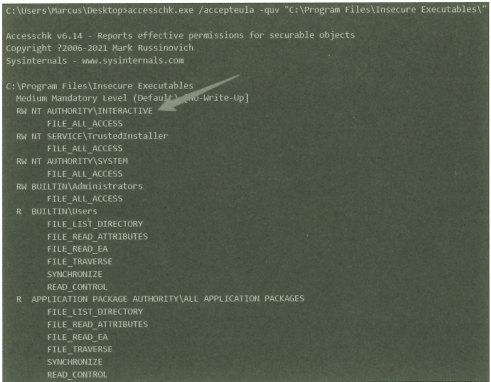 C:\Users\Marcus\Desktop>accesschk.exe /accepteula -quv "C:\Program Files\Insecure Executables\"
Accesschk v6.14 - Reports effective permissions for securable objects
Copyright ?2006-2021 Mark Russinovich
Sysinternals - www.sysinternals.com
C:\Program Files\Insecure Executables
Medium Mandatory Level (Default) [No-Write-Up]
RW NT AUTHORITY\INTERACTIVE
FILE_ALL_ACCESS
RW NT SERVICE\TrustedInstaller
FILE_ALL_ACCESS
RW NT AUTHORITY\SYSTEM
FILE_ALL_ACCESS
RW BUILTIN\Administrators
FILE_ALL_ACCESS
R BUILTIN\Users
FILE_LIST_DIRECTORY
FILE_READ_ATTRIBUTES
FILE_READ_EA
FILE_TRAVERSE
SYNCHRONIZE
READ_CONTROL
R APPLICATION PACKAGE AUTHORITY\ALL APPLICATION PACKAGES
FILE_LIST_DIRECTORY
FILE_READ_ATTRIBUTES
FILE_READ_EA
FILE_TRAVERSE
SYNCHRONIZE
READ_CONTROL